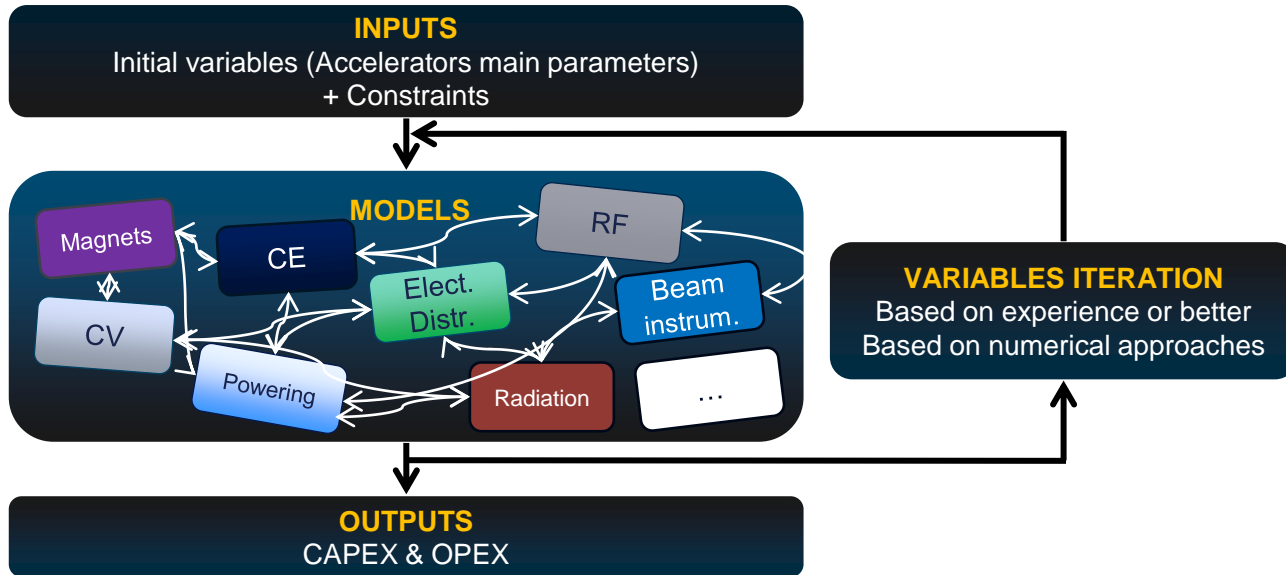 INPUTS
Initial variables (Accelerators main parameters)
+ Constraints
MODELS
Magnets
CE
RF
CV
Elect.
Distr.
Beam
instrum.
Powering
Radiation
...
VARIABLES ITERATION
Based on experience or better
Based on numerical approaches
OUTPUTS
CAPEX & OPEX